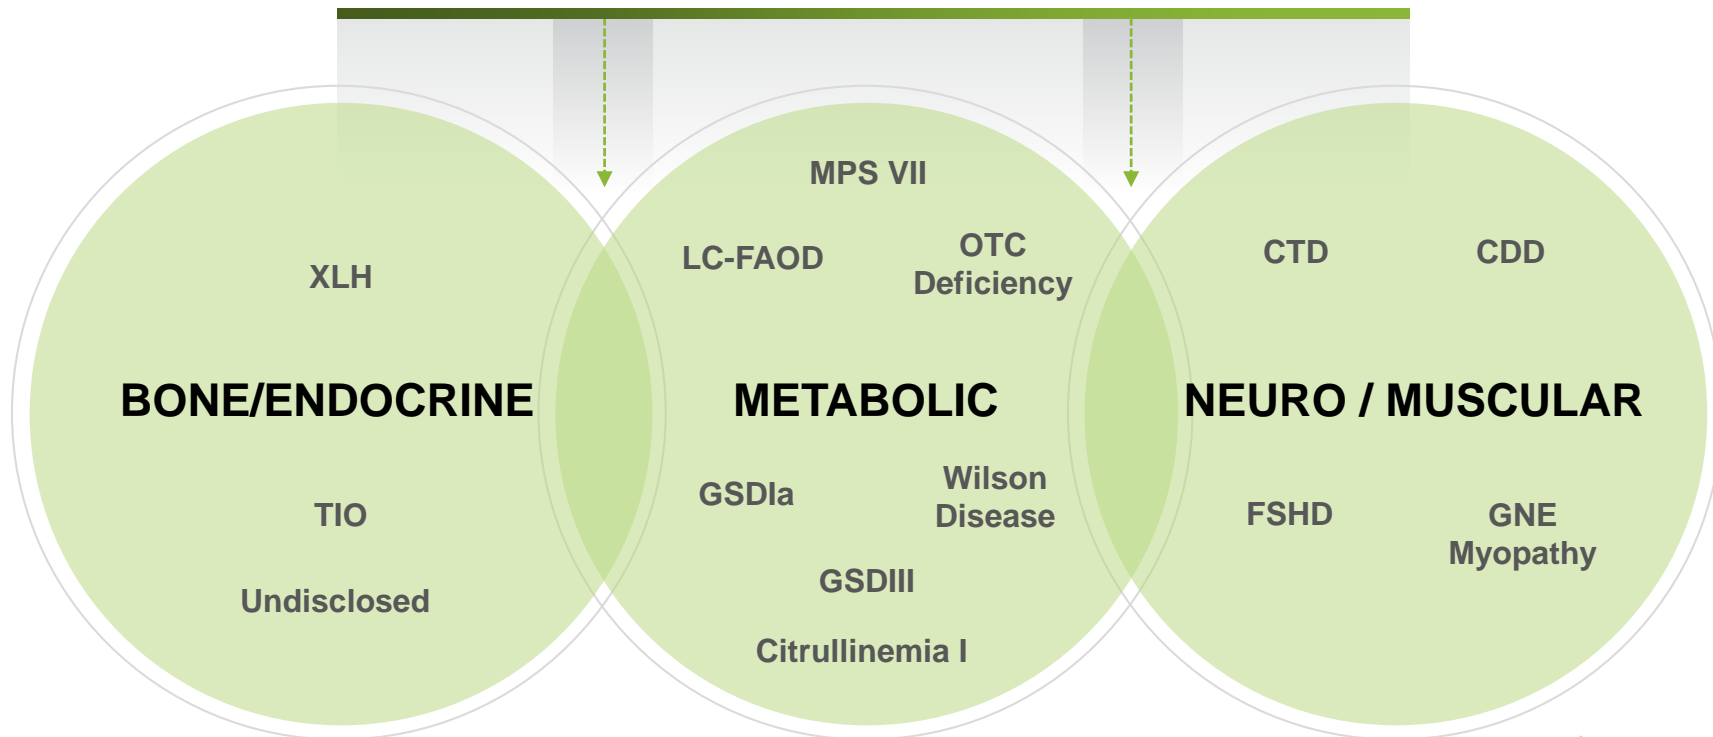 XLH
BONE/ENDOCRINE
TIO
Undisclosed
MPS VII
LC-FAOD
OTC
Deficiency
METABOLIC
GSDIa
Wilson
Disease
GSDIII
Citrullinemia I
CTD
CDD
NEURO / MUSCULAR
FSHD
GNE
Myopathy